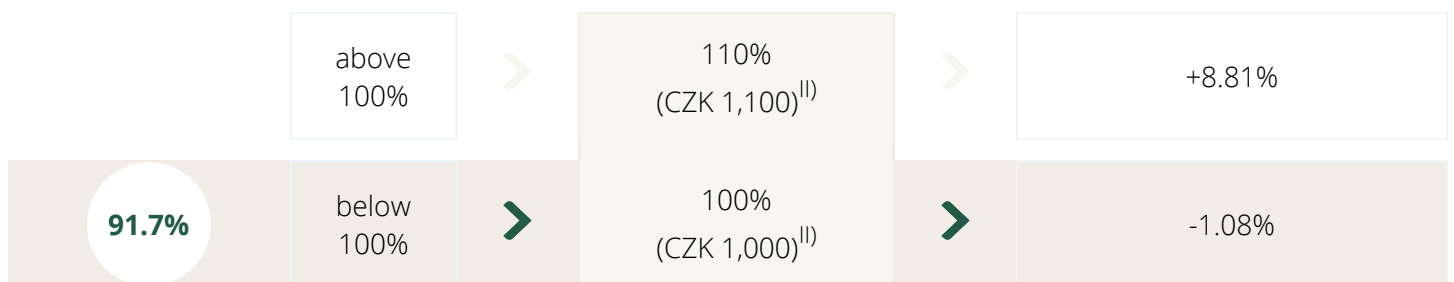 above
100%
110%
(CZK 1,100)II)
+8.81%
91.7%
below
100%
100%
(CZK 1,000)II)
-1.08%